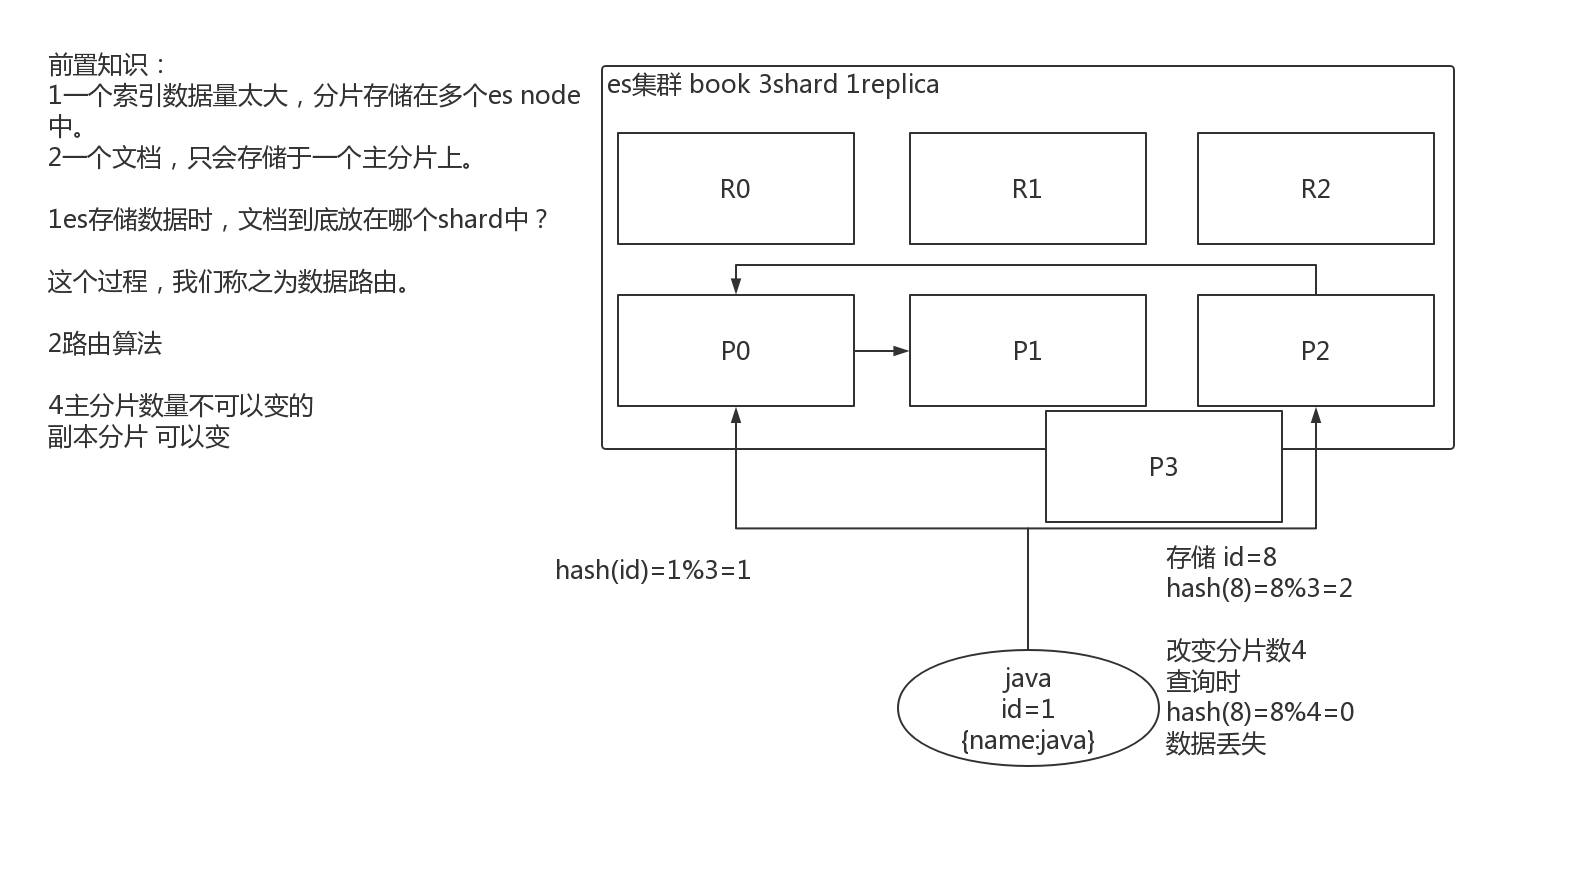 前置知识：
1一个索引数据量太大，分片存储在多个es node
中。
2一个文档，只会存储于一个主分片上。
1es存储数据时，文档到底放在哪个shard中？
这个过程，我们称之为数据路由。
2路由算法
4主分片数量不可以变的
副本分片 可以变
es集群 book 3shard 1replica
R0
R1
R2
P0
P1
P2
P3
hash(id)=1%3=1
存储 id=8
hash(8)=8%3=2
改变分片数4
查询时
hash(8)=8%4=0
数据丢失
java
id=1
{name:java}